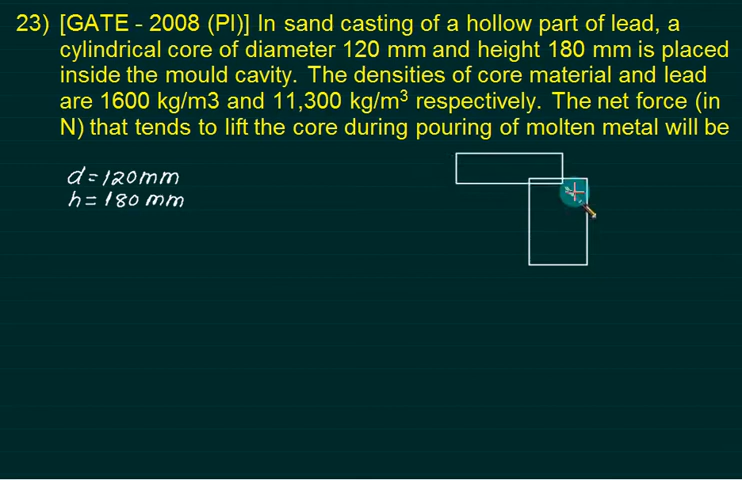 23) [GATE - 2008 (PI)] In sand casting of a hollow part of lead, a
cylindrical core of diameter 120 mm and height 180 mm is placed
inside the mould cavity. The densities of core material and lead
are 1600 kg/m3 and 11,300 kg/m³ respectively. The net force (in
N) that tends to lift the core during pouring of molten metal will be
d = 120mm
h = 180 mm